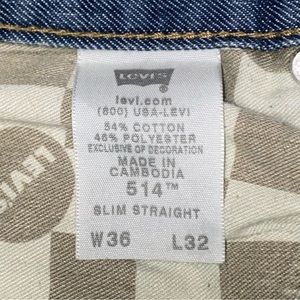 LEVI'S
levi.com
(800) USA-LEVI
54% COTTON
46% POLYESTER
EXCLUSIVE OF DECORATION
MADE IN
CAMBODIA
514™
SLIM STRAIGHT
W36 L32
LEVI'S